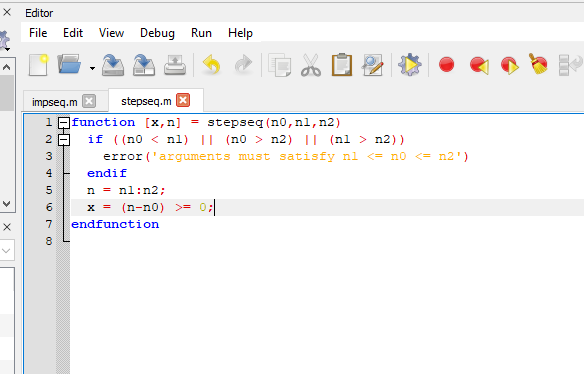 Editor
File Edit View Debug Run Help
impseq.m stepseq.m
1 function [x,n] = stepseq(n0,n1,n2)
2 if ((n0 < n1) || (n0 > n2) || (n1 > n2))
3 error('arguments must satisfy n1 <= n0 <= n2')
4 endif
5 n = n1:n2;
6 x = (n-n0) >= 0;
7 endfunction
8